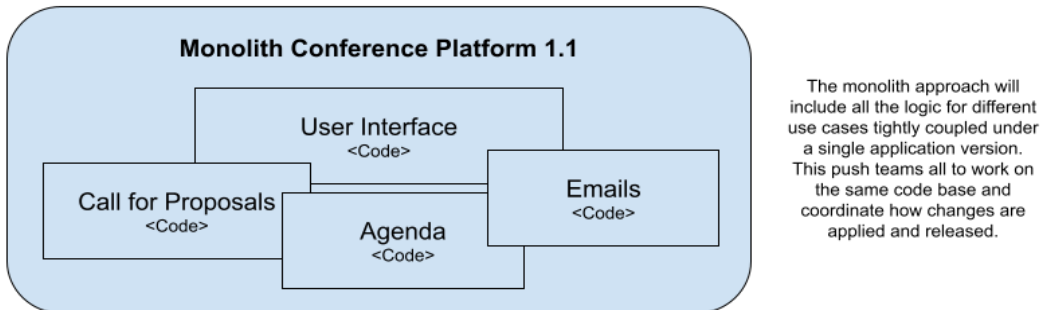 Monolith Conference Platform 1.1
User Interface
<Code>
Call for Proposals
<Code>
Agenda
<Code>
Emails
<Code>
The monolith approach will
include all the logic for different
use cases tightly coupled under
a single application version.
This push teams all to work on
the same code base and
coordinate how changes are
applied and released.